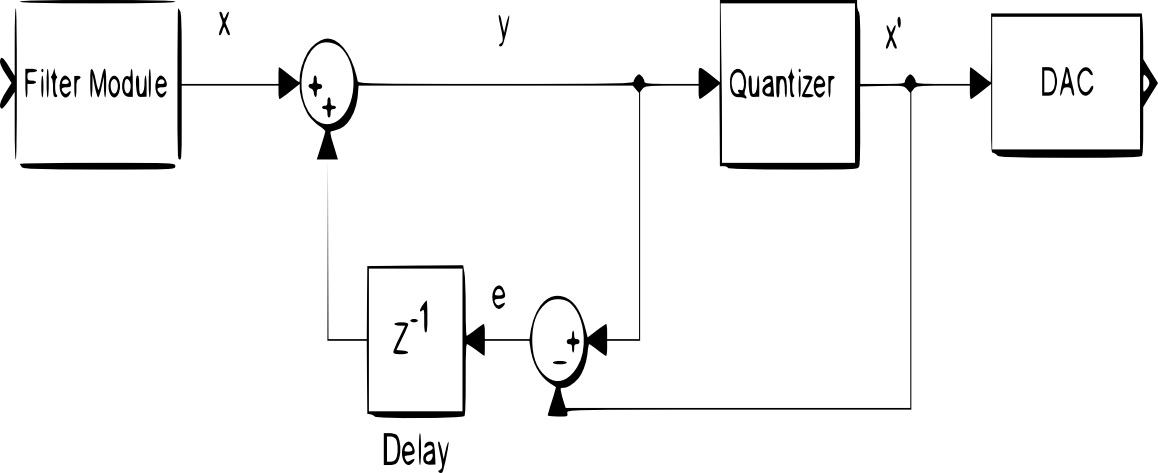 x
y
x'
Filter Module
+
+
Quantizer
DAC
e
z⁻¹
+
−
Delay